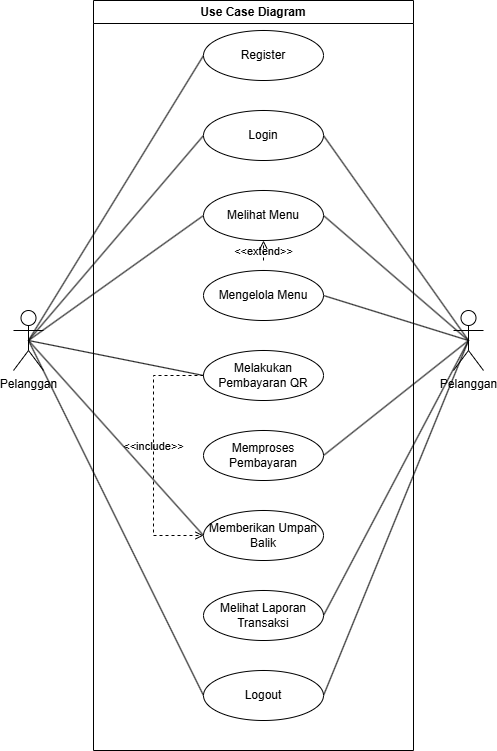 Use Case Diagram
Register
Login
Melihat Menu
<<extend>>
Mengelola Menu
Pelanggan
Pelanggan
Melakukan
Pembayaran QR
<<include>>
Memproses
Pembayaran
Memberikan Umpan
Balik
Melihat Laporan
Transaksi
Logout